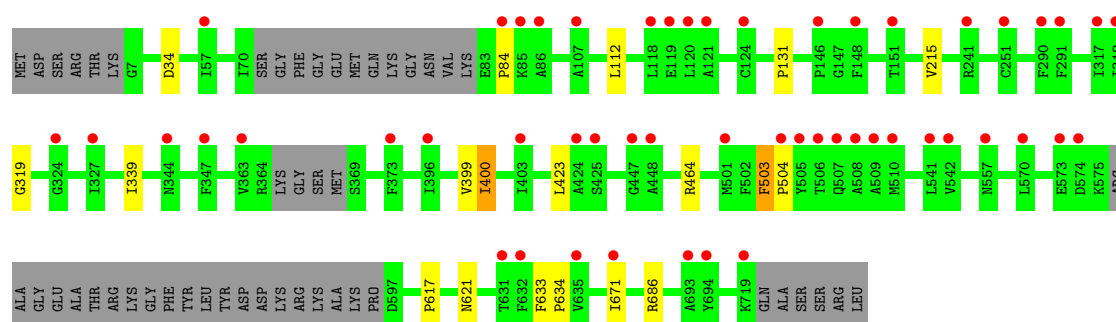 MET ASP SER ARG THR LYS G7 D34 I57 I70 SER GLY PHE GLY GLU MET GLN LYS GLY ASN VAL LYS E83 P84 K85 A86 A107 L112 L118 E119 L120 A121 C124 P131 P146 G147 F148 T151 V215 R241 C251 F290 F291 I317
G319 G324 I327 I339 N344 F347 V363 R364 LYS GLY SER MET S369 F373 I396 V399 I400 I403 L423 A424 S425 G447 A448 R464 M501 F502 F503 P504 Y505 T506 Q507 A508 A509 M510 L541 V542 N557 L570 E573 D574 K575
ALA GLY GLU ALA THR ARG LYS GLY PHE TYR LEU TYR ASP ASP LYS ARG LYS ALA LYS PRO D597 P617 N621 T631 F632 F633 P634 V635 I671 R686 A693 Y694 K719 GLN ALA SER SER ARG LEU